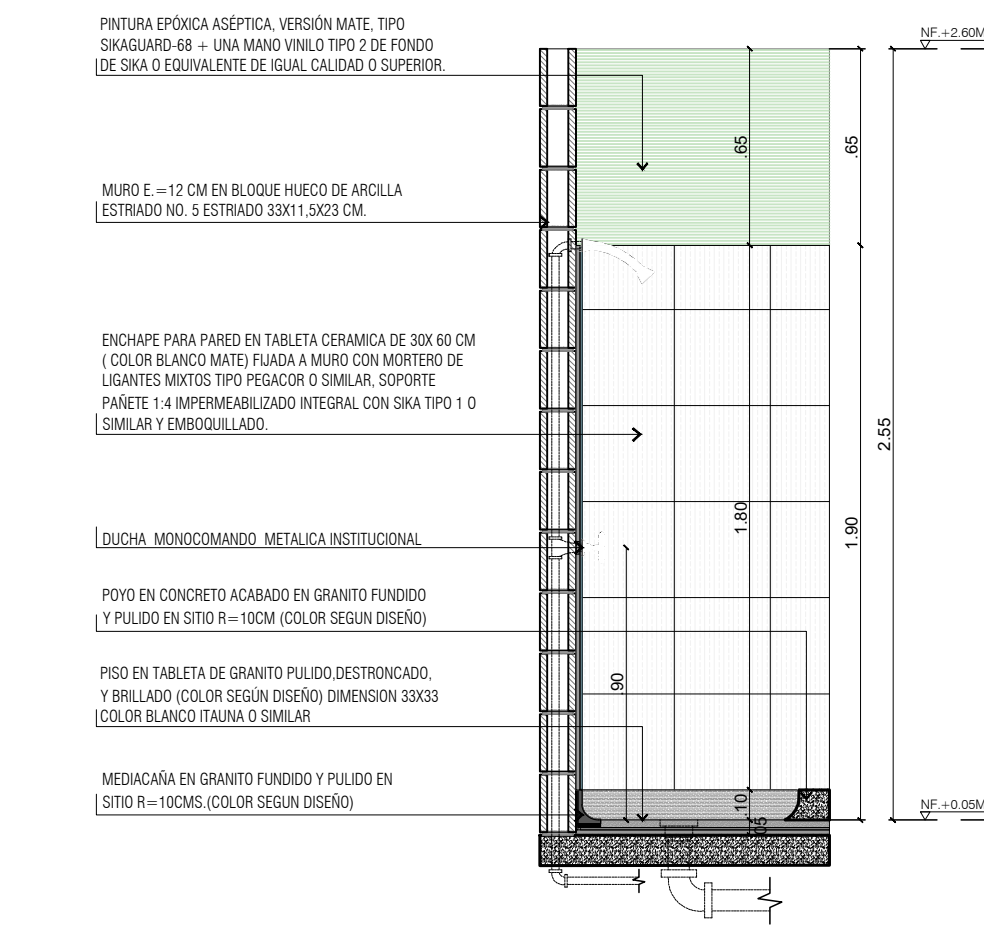 PINTURA EPÓXICA ASÉPTICA, VERSIÓN MATE, TIPO
SIKAGUARD-68 + UNA MANO VINILO TIPO 2 DE FONDO
DE SIKA O EQUIVALENTE DE IGUAL CALIDAD O SUPERIOR.
MURO E.=12 CM EN BLOQUE HUECO DE ARCILLA
ESTRIADO NO. 5 ESTRIADO 33X11,5X23 CM.
ENCHAPE PARA PARED EN TABLETA CERAMICA DE 30X 60 CM
( COLOR BLANCO MATE) FIJADA A MURO CON MORTERO DE
LIGANTES MIXTOS TIPO PEGACOR O SIMILAR, SOPORTE
PAÑETE 1:4 IMPERMEABILIZADO INTEGRAL CON SIKA TIPO 1 O
SIMILAR Y EMBOQUILLADO.
DUCHA MONOCOMANDO METALICA INSTITUCIONAL
POYO EN CONCRETO ACABADO EN GRANITO FUNDIDO
Y PULIDO EN SITIO R=10CM (COLOR SEGUN DISEÑO)
PISO EN TABLETA DE GRANITO PULIDO,DESTRONCADO,
Y BRILLADO (COLOR SEGÚN DISEÑO) DIMENSION 33X33
COLOR BLANCO ITAUNA O SIMILAR
MEDIACAÑA EN GRANITO FUNDIDO Y PULIDO EN
SITIO R=10CMS.(COLOR SEGUN DISEÑO)
NF.+2.60M
.65
.65
2.55
1.80
1.90
.90
.10
.05
NF.+0.05M